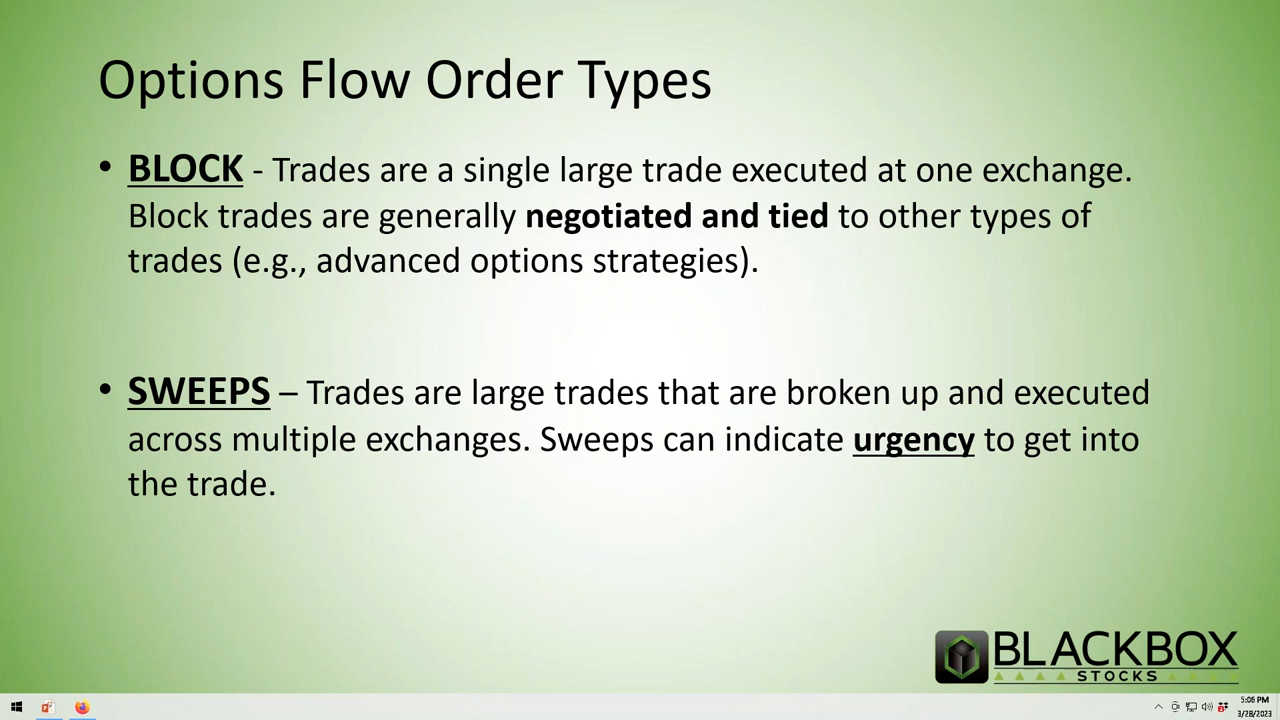 Options Flow Order Types
• BLOCK - Trades are a single large trade executed at one exchange.
Block trades are generally negotiated and tied to other types of
trades (e.g., advanced options strategies).
• SWEEPS – Trades are large trades that are broken up and executed
across multiple exchanges. Sweeps can indicate urgency to get into
the trade.
BLACKBOX
STOCKS
5:06 PM
3/28/2023